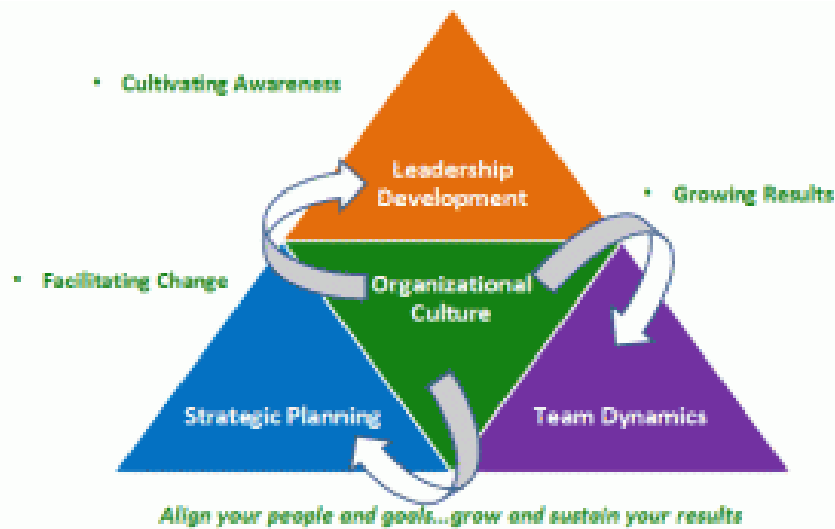 • Cultivating Awareness
Leadership
Development
• Growing Results
• Facilitating Change
Organizational
Culture
Strategic Planning
Team Dynamics
Align your people and goals...grow and sustain your results